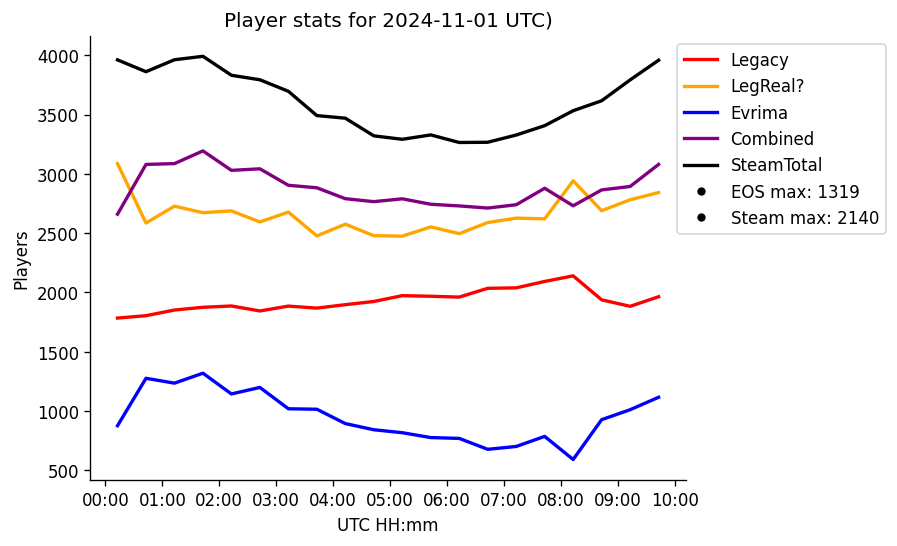 Player stats for 2024-11-01 UTC)
4000
3500
3000
2500
2000
1500
1000
500
Players
00:00 01:00 02:00 03:00 04:00 05:00 06:00 07:00 08:00 09:00 10:00
UTC HH:mm
Legacy
LegReal?
Evrima
Combined
SteamTotal
EOS max: 1319
Steam max: 2140